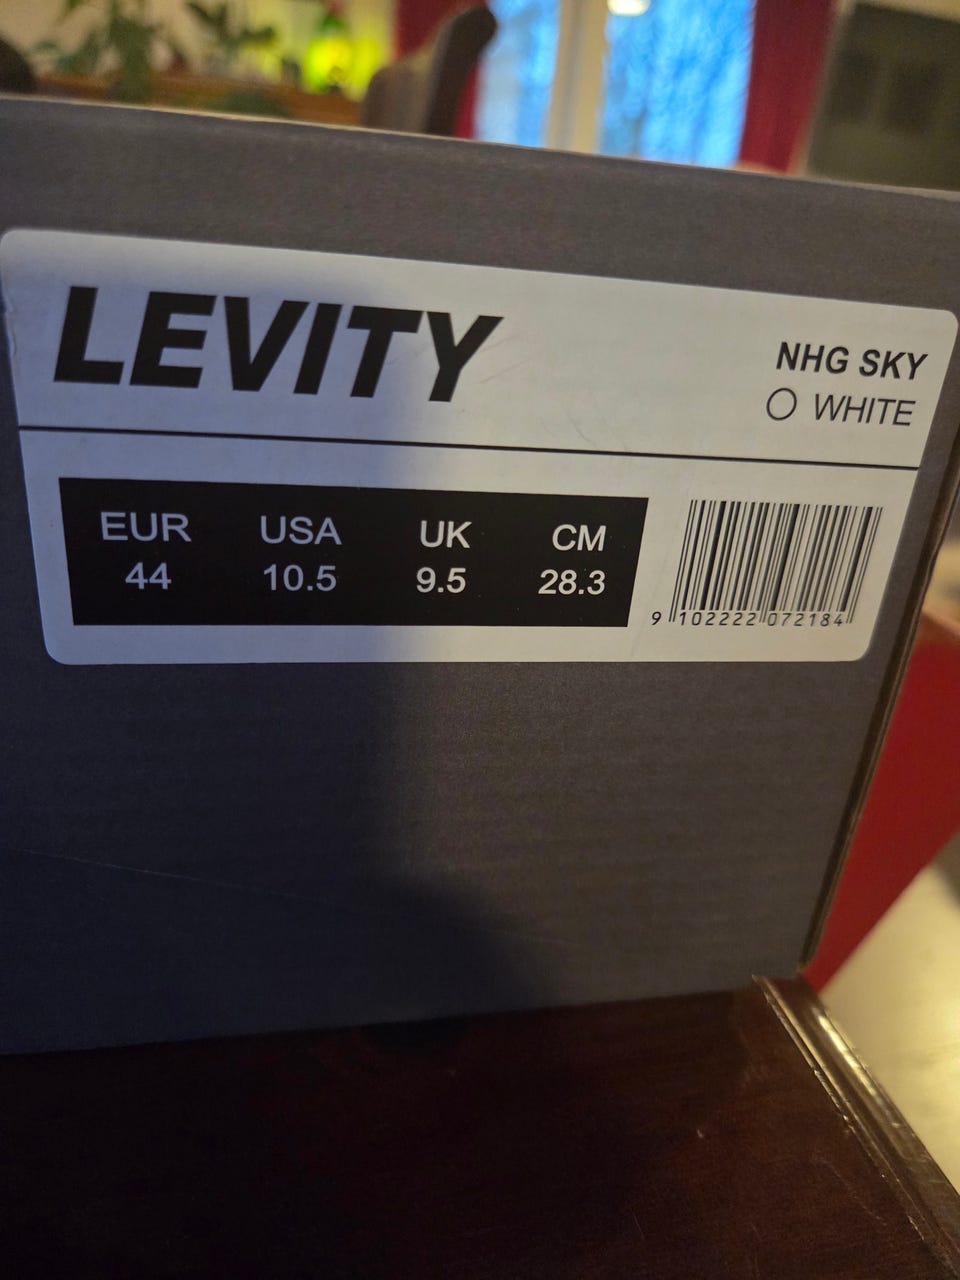 LEVITY
NHG SKY
WHITE
EUR USA UK CM
44 10.5 9.5 28.3
9 102222 072184